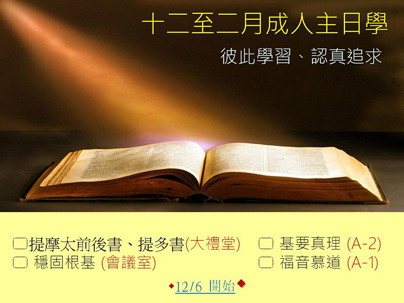 十二至二月成人主日學
彼此學習、認真追求
提摩太前後書、提多書(大禮堂)
基要真理 (A-2)
穩固根基 (會議室)
福音慕道 (A-1)
12/6 開始